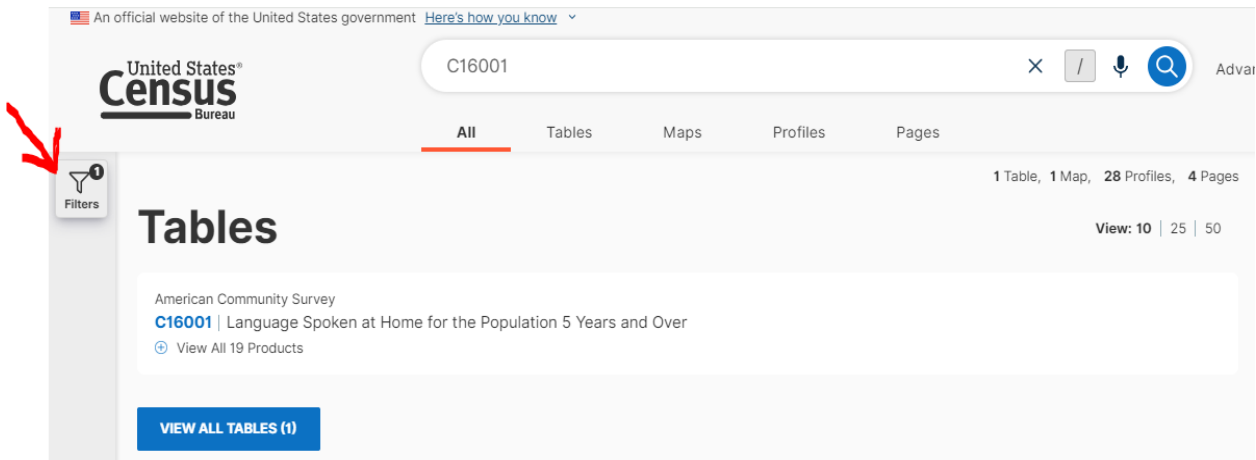 An official website of the United States government Here's how you know
United States®
Census
Bureau
C16001
/
All Tables Maps Profiles Pages
1
Filters
1 Table, 1 Map, 28 Profiles, 4 Pages
Tables
View: 10 | 25 | 50
American Community Survey
C16001 | Language Spoken at Home for the Population 5 Years and Over
View All 19 Products
VIEW ALL TABLES (1)